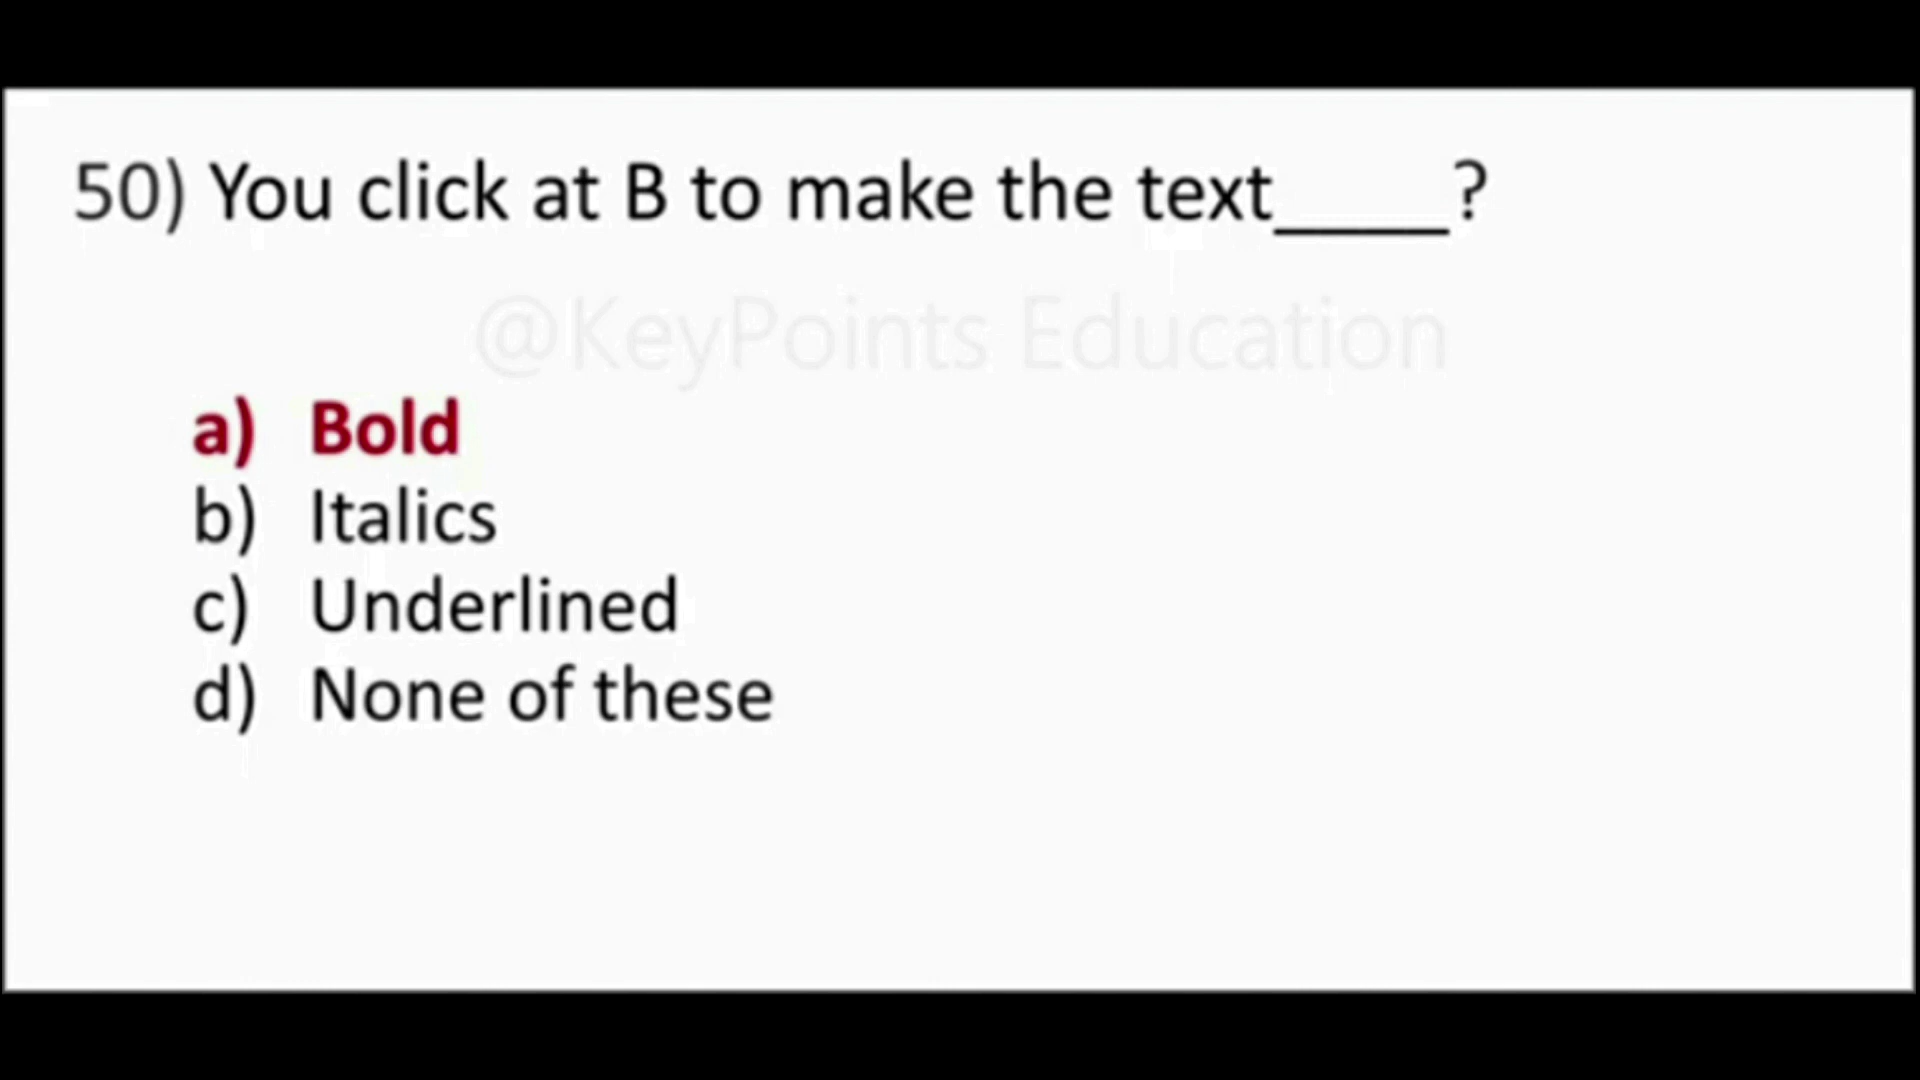 50) You click at B to make the text____?
@KeyPoints Education
a) Bold
b) Italics
c) Underlined
d) None of these